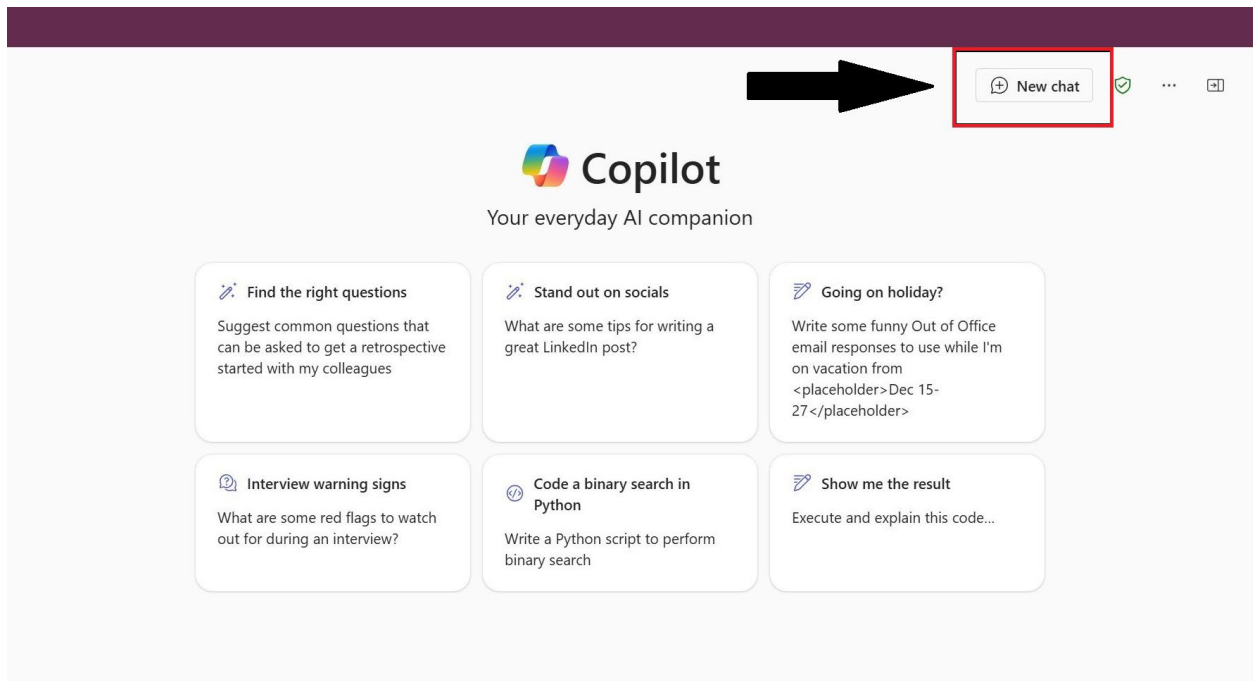 New chat
Copilot
Your everyday AI companion
Find the right questions
Suggest common questions that
can be asked to get a retrospective
started with my colleagues
Stand out on socials
What are some tips for writing a
great LinkedIn post?
Going on holiday?
Write some funny Out of Office
email responses to use while I'm
on vacation from
<placeholder>Dec 15-
27</placeholder>
Interview warning signs
What are some red flags to watch
out for during an interview?
Code a binary search in
Python
Write a Python script to perform
binary search
Show me the result
Execute and explain this code...